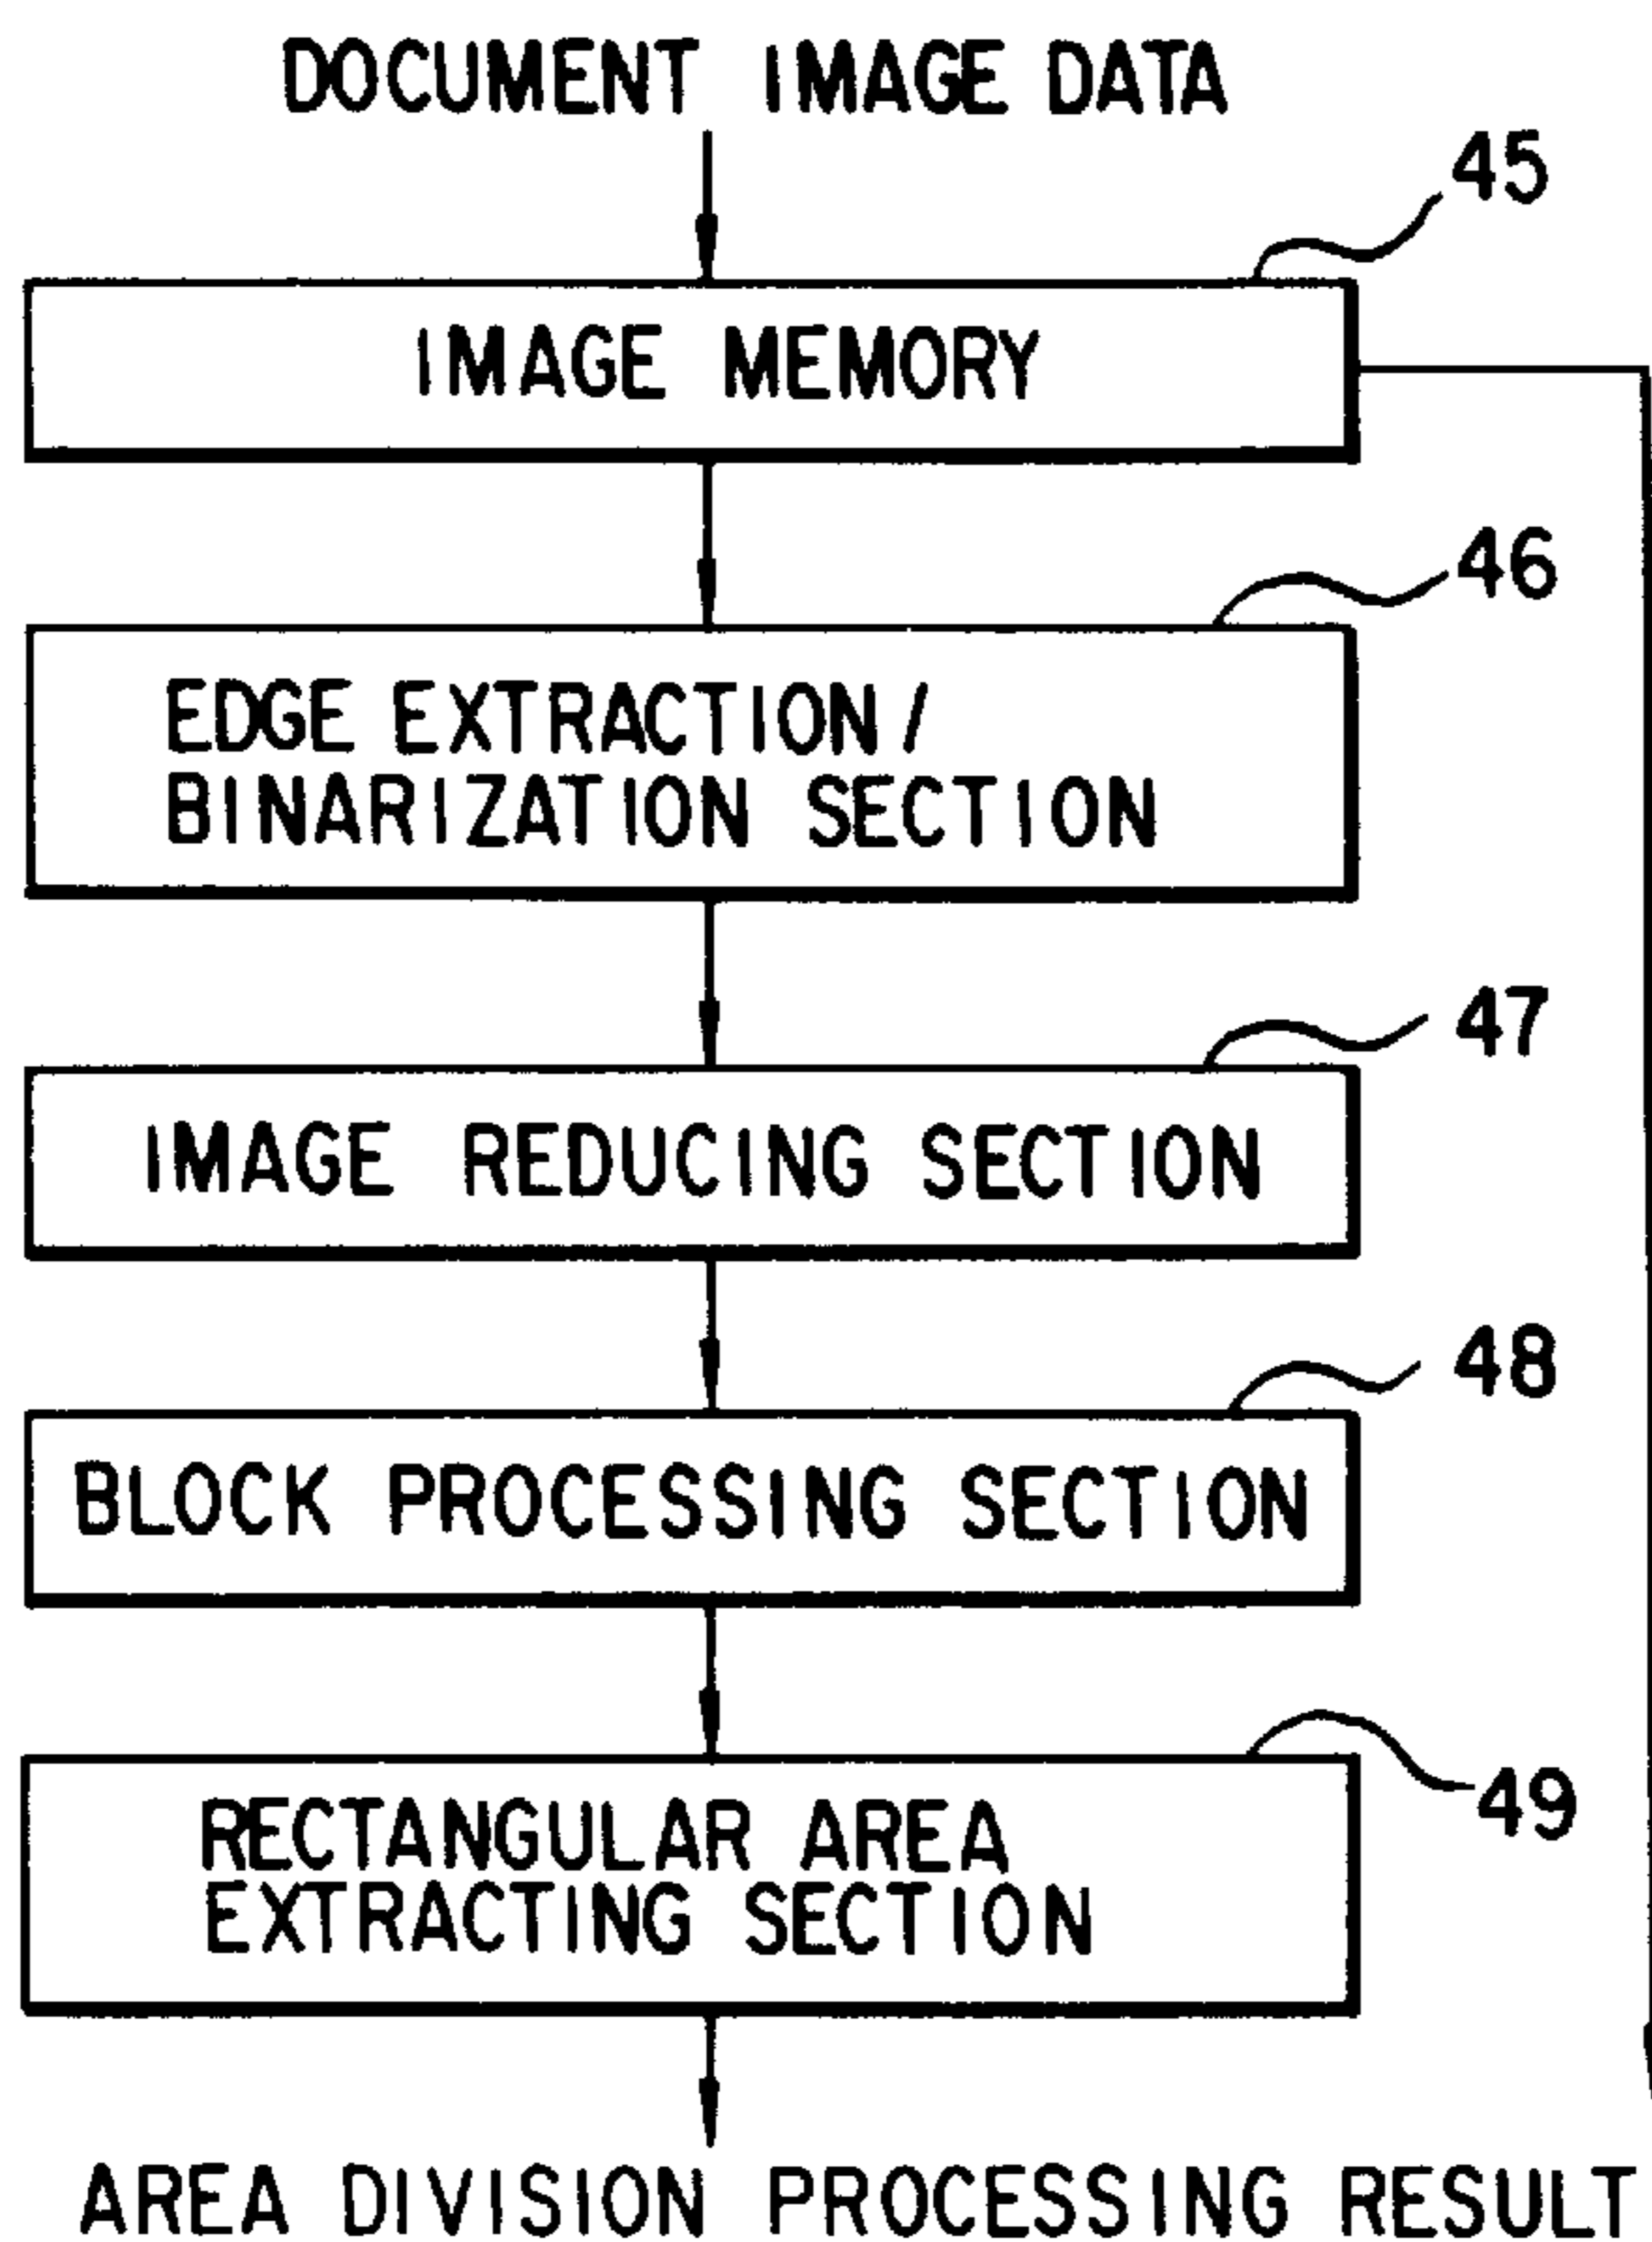 DOCUMENT IMAGE DATA
45
IMAGE MEMORY
46
EDGE EXTRACTION/
BINARIZATION SECTION
47
IMAGE REDUCING SECTION
48
BLOCK PROCESSING SECTION
49
RECTANGULAR AREA
EXTRACTING SECTION
AREA DIVISION PROCESSING RESULT